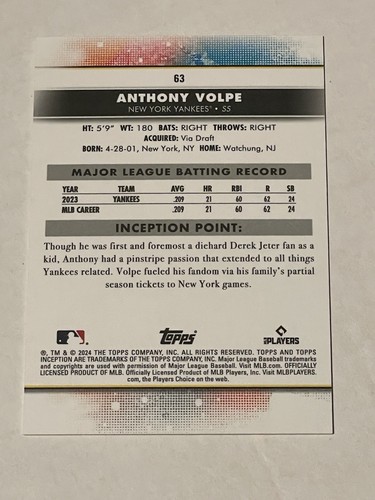 63
ANTHONY VOLPE
NEW YORK YANKEES® • SS
HT: 5'9" WT: 180 BATS: RIGHT THROWS: RIGHT
ACQUIRED: Via Draft
BORN: 4-28-01, New York, NY HOME: Watchung, NJ
MAJOR LEAGUE BATTING RECORD
YEAR TEAM AVG HR RBI R SB
2023 YANKEES .209 21 60 62 24
MLB CAREER .209 21 60 62 24
INCEPTION POINT:
Though he was first and foremost a diehard Derek Jeter fan as a
kid, Anthony had a pinstripe passion that extended to all things
Yankees related. Volpe fueled his fandom via his family's partial
season tickets to New York games.
Topps
MLB PLAYERS
®, TM & © 2024 THE TOPPS COMPANY, INC. ALL RIGHTS RESERVED. TOPPS AND TOPPS
INCEPTION ARE TRADEMARKS OF THE TOPPS COMPANY, INC. Major League Baseball trademarks
and copyrights are used with permission of Major League Baseball. Visit MLB.com. OFFICIALLY
LICENSED PRODUCT OF MLB. Officially Licensed Product of MLB Players, Inc. Visit MLBPLAYERS.
com, the Players Choice on the web.